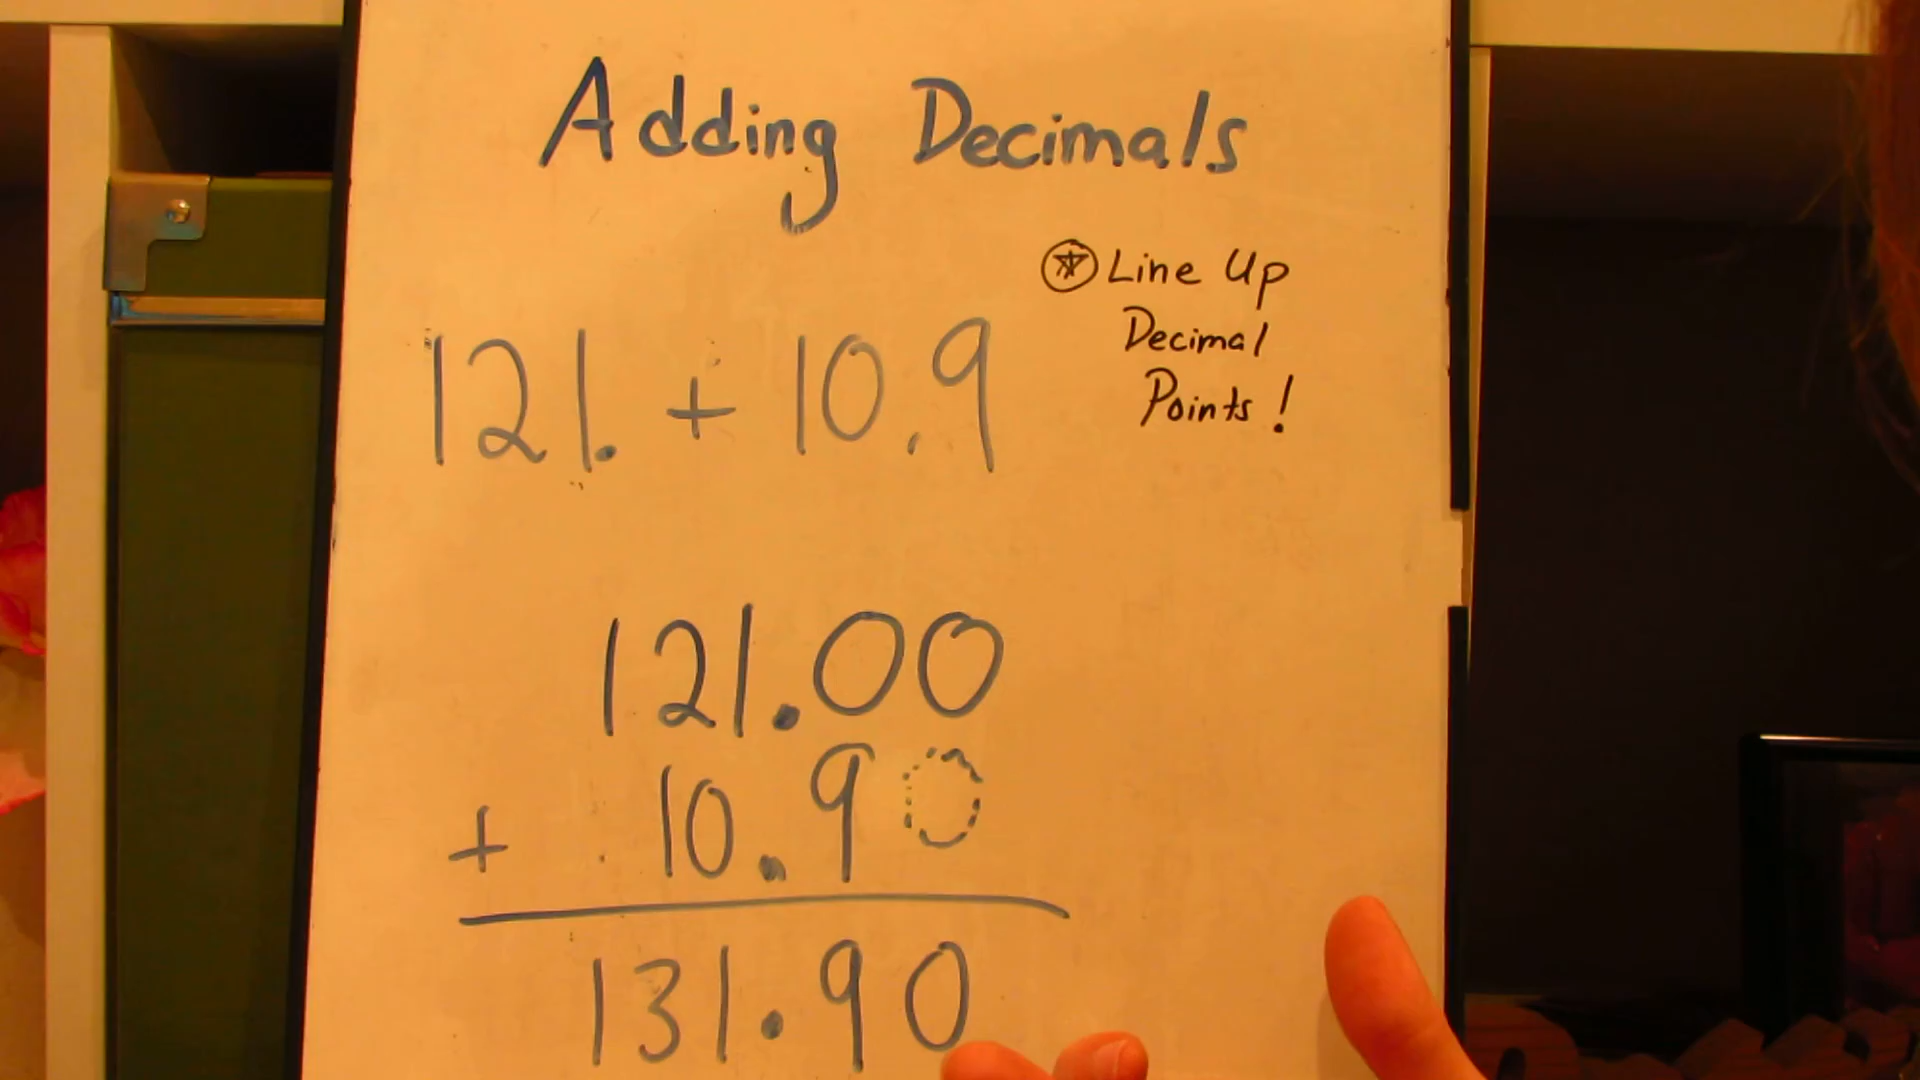 Adding Decimals
✪ Line Up
Decimal
Points!
121. + 10.9
121.00
+ 10.90
131.90